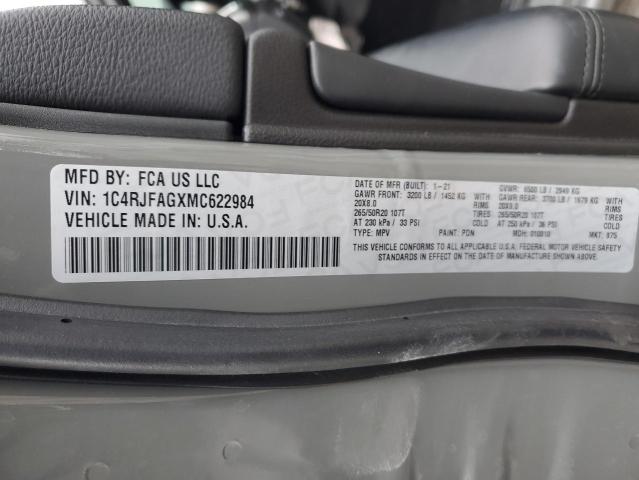 MFD BY: FCA US LLC
VIN: 1C4RJFAGXMC622984
VEHICLE MADE IN: U.S.A.
DATE OF MFR (BUILT): 1-21 GVWR: 6500 LB / 2949 KG
GAWR FRONT: 3200 LB / 1452 KG WITH GAWR REAR: 3700 LB / 1679 KG WITH
20X8.0 RIMS 20X8.0 RIMS
265/50R20 107T TIRES 265/50R20 107T TIRES
AT 230 kPa / 33 PSI COLD AT 250 kPa / 36 PSI COLD
TYPE: MPV PAINT: PDN MDH: 010810 MKT: 875
THIS VEHICLE CONFORMS TO ALL APPLICABLE U.S.A. FEDERAL MOTOR VEHICLE SAFETY
STANDARDS IN EFFECT ON THE DATE OF MANUFACTURE SHOWN ABOVE.